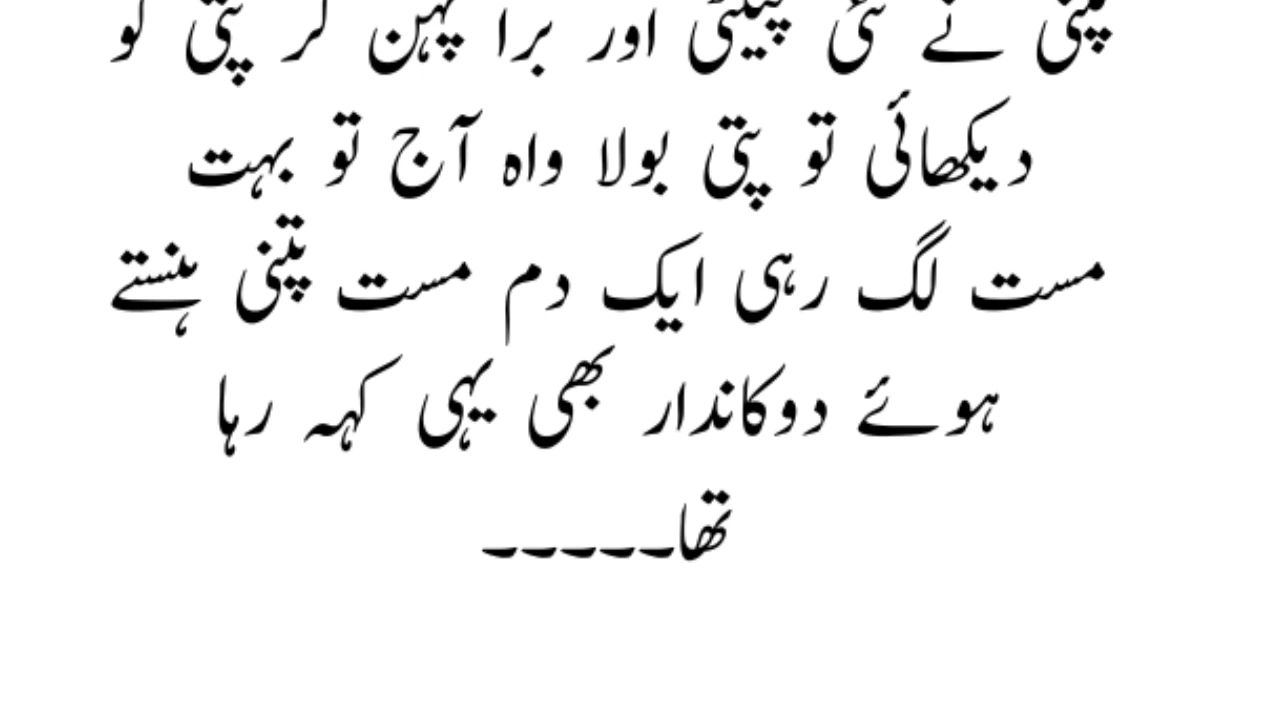 پتنی نے نئی پینٹی اور برا پہن کر پتی کو
دیکھائی تو پتی بولا واہ آج تو بہت
مست لگ رہی ایک دم مست پتنی ہنستے
ہوئے دوکاندار بھی یہی کہہ رہا
تھا۔۔۔۔۔